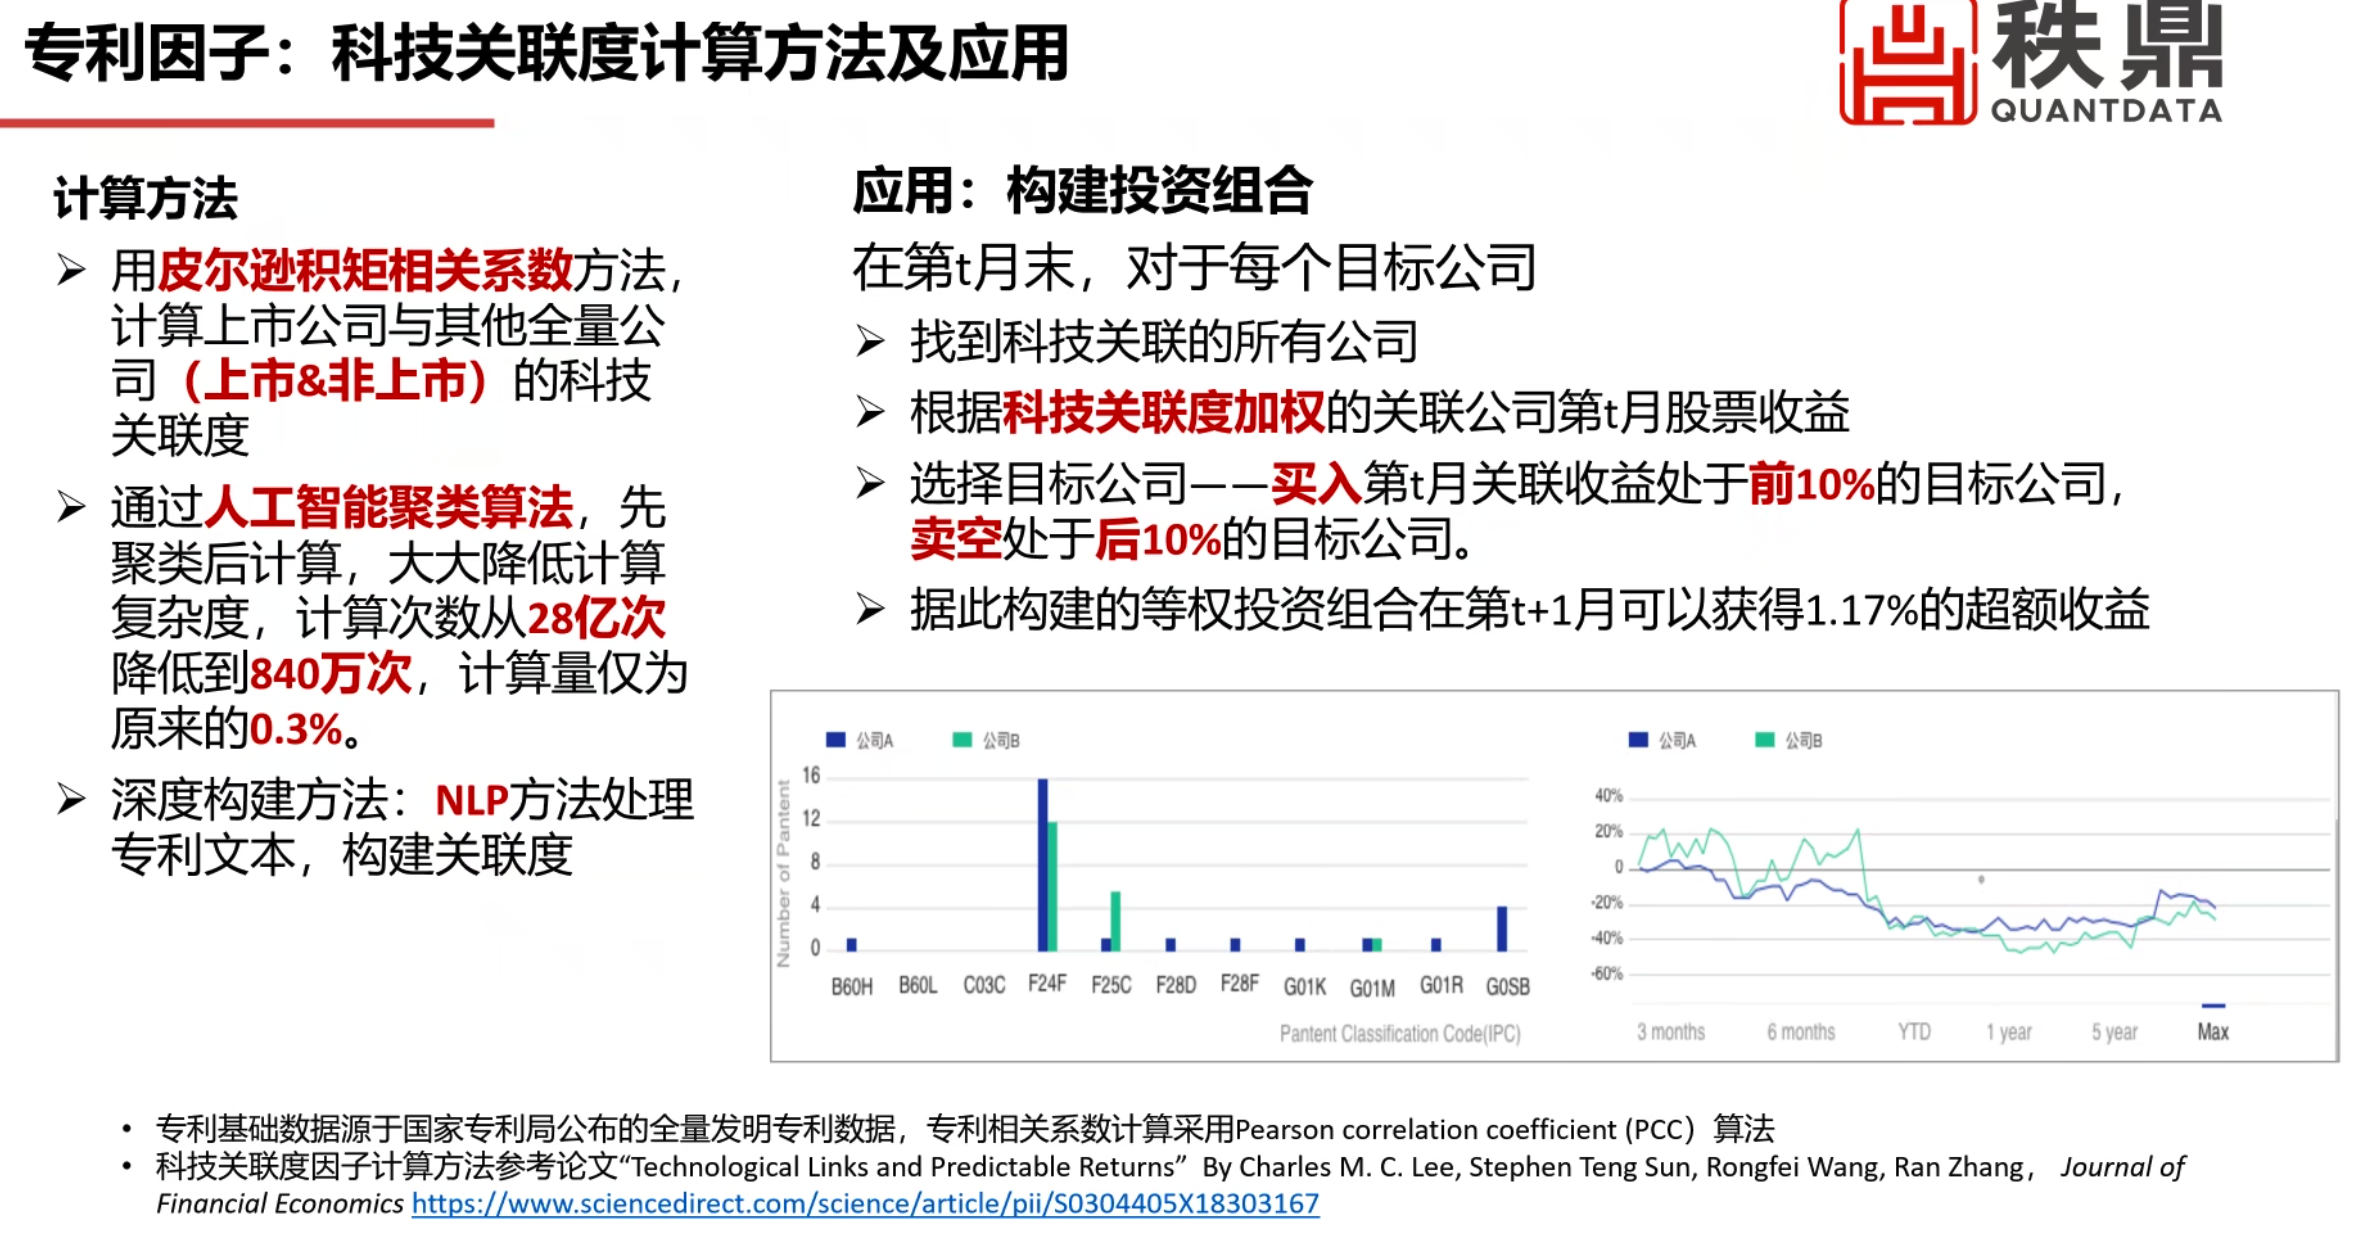 专利因子：科技关联度计算方法及应用
秩鼎
QUANTDATA
计算方法
➢ 用皮尔逊积矩相关系数方法，
计算上市公司与其他全量公
司（上市&非上市）的科技
关联度
➢ 通过人工智能聚类算法，先
聚类后计算，大大降低计算
复杂度，计算次数从28亿次
降低到840万次，计算量仅为
原来的0.3%。
➢ 深度构建方法：NLP方法处理
专利文本，构建关联度
应用：构建投资组合
在第t月末，对于每个目标公司
➢ 找到科技关联的所有公司
➢ 根据科技关联度加权的关联公司第t月股票收益
➢ 选择目标公司——买入第t月关联收益处于前10%的目标公司，
卖空处于后10%的目标公司。
➢ 据此构建的等权投资组合在第t+1月可以获得1.17%的超额收益
公司A 公司B
Number of Pantent
16
12
8
4
0
B60H B60L C03C F24F F25C F28D F28F G01K G01M G01R G0SB
Pantent Classification Code(IPC)
公司A 公司B
40%
20%
0
-20%
-40%
-60%
3 months 6 months YTD 1 year 5 year Max
• 专利基础数据源于国家专利局公布的全量发明专利数据，专利相关系数计算采用Pearson correlation coefficient (PCC）算法
• 科技关联度因子计算方法参考论文“Technological Links and Predictable Returns” By Charles M. C. Lee, Stephen Teng Sun, Rongfei Wang, Ran Zhang， Journal of
Financial Economics https://www.sciencedirect.com/science/article/pii/S0304405X18303167